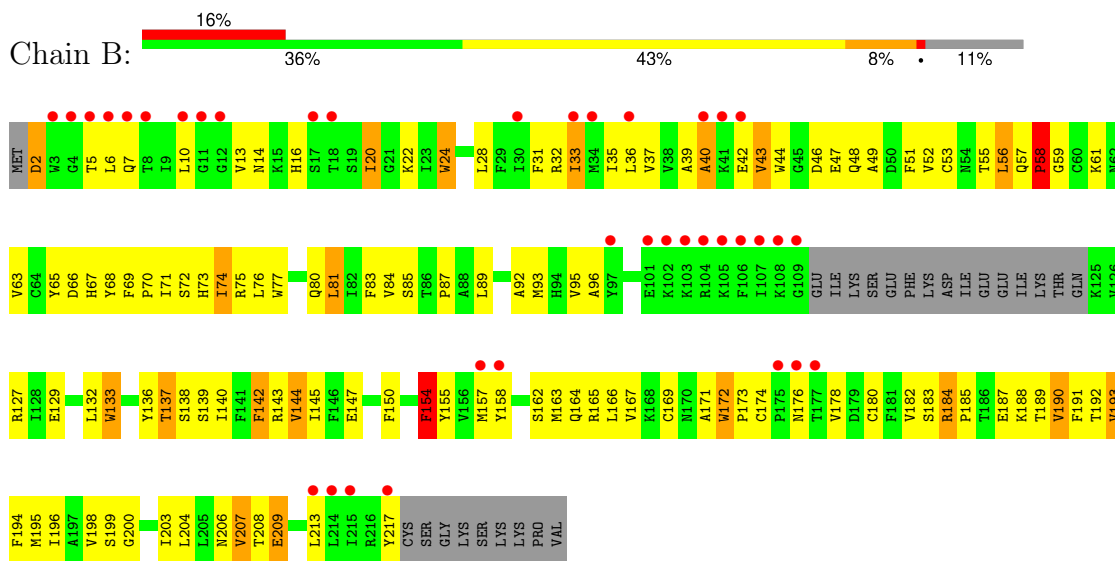 16%
Chain B:
36% 43% 8% • 11%
MET D2 W3 G4 T5 L6 Q7 T8 I9 L10 G11 G12 V13 N14 K15 H16 S17 T18 S19 I20 G21 K22 I23 W24 L28 F29 I30 F31 R32 I33 M34 I35 L36 V37 V38 A39 A40 K41 E42 V43 W44 G45 D46 E47 Q48 A49 D50 F51 V52 C53 N54 T55 L56 Q57 P58 G59 C60 K61 N62
V63 C64 Y65 D66 H67 Y68 F69 P70 I71 S72 H73 I74 R75 L76 W77 Q80 L81 I82 F83 V84 S85 T86 P87 A88 L89 A92 M93 H94 V95 A96 Y97 E101 K102 K103 R104 K105 F106 I107 K108 G109 GLU ILE LYS SER GLU PHE LYS ASP ILE GLU GLU ILE LYS THR GLN K125 V126
R127 I128 E129 L132 W133 Y136 T137 S138 S139 I140 F141 F142 R143 V144 I145 F146 E147 F150 F154 Y155 V156 M157 Y158 S162 M163 Q164 R165 L166 V167 K168 C169 N170 A171 W172 P173 C174 P175 N176 T177 V178 D179 C180 F181 V182 S183 R184 P185 T186 E187 K188 T189 V190 F191 T192 V193
F194 M195 I196 A197 V198 S199 G200 I203 L204 L205 N206 V207 T208 E209 L213 L214 I215 R216 Y217 CYS SER GLY LYS SER LYS LYS PRO VAL